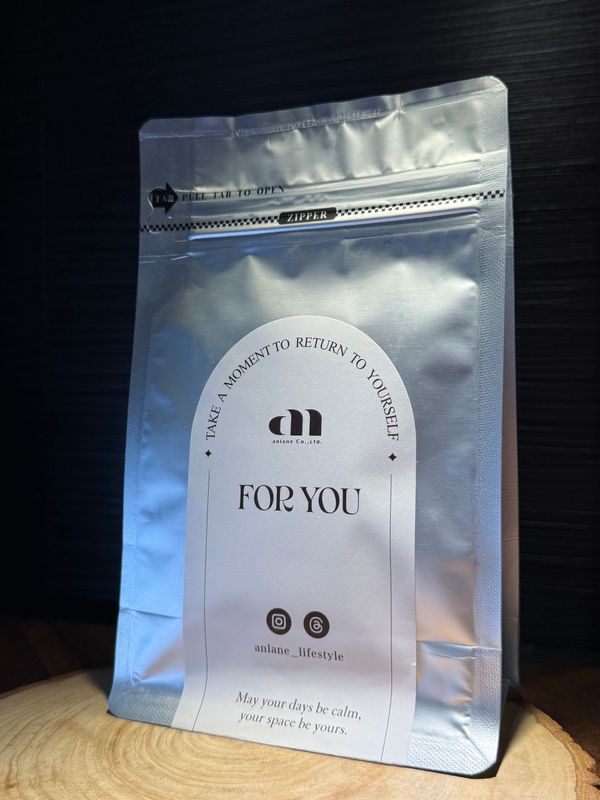 TAB PULL TAB TO OPEN
ZIPPER
TAKE A MOMENT TO RETURN TO YOURSELF
an
anlane Co.,Ltd.
FOR YOU
anlane_lifestyle
May your days be calm,
your space be yours.